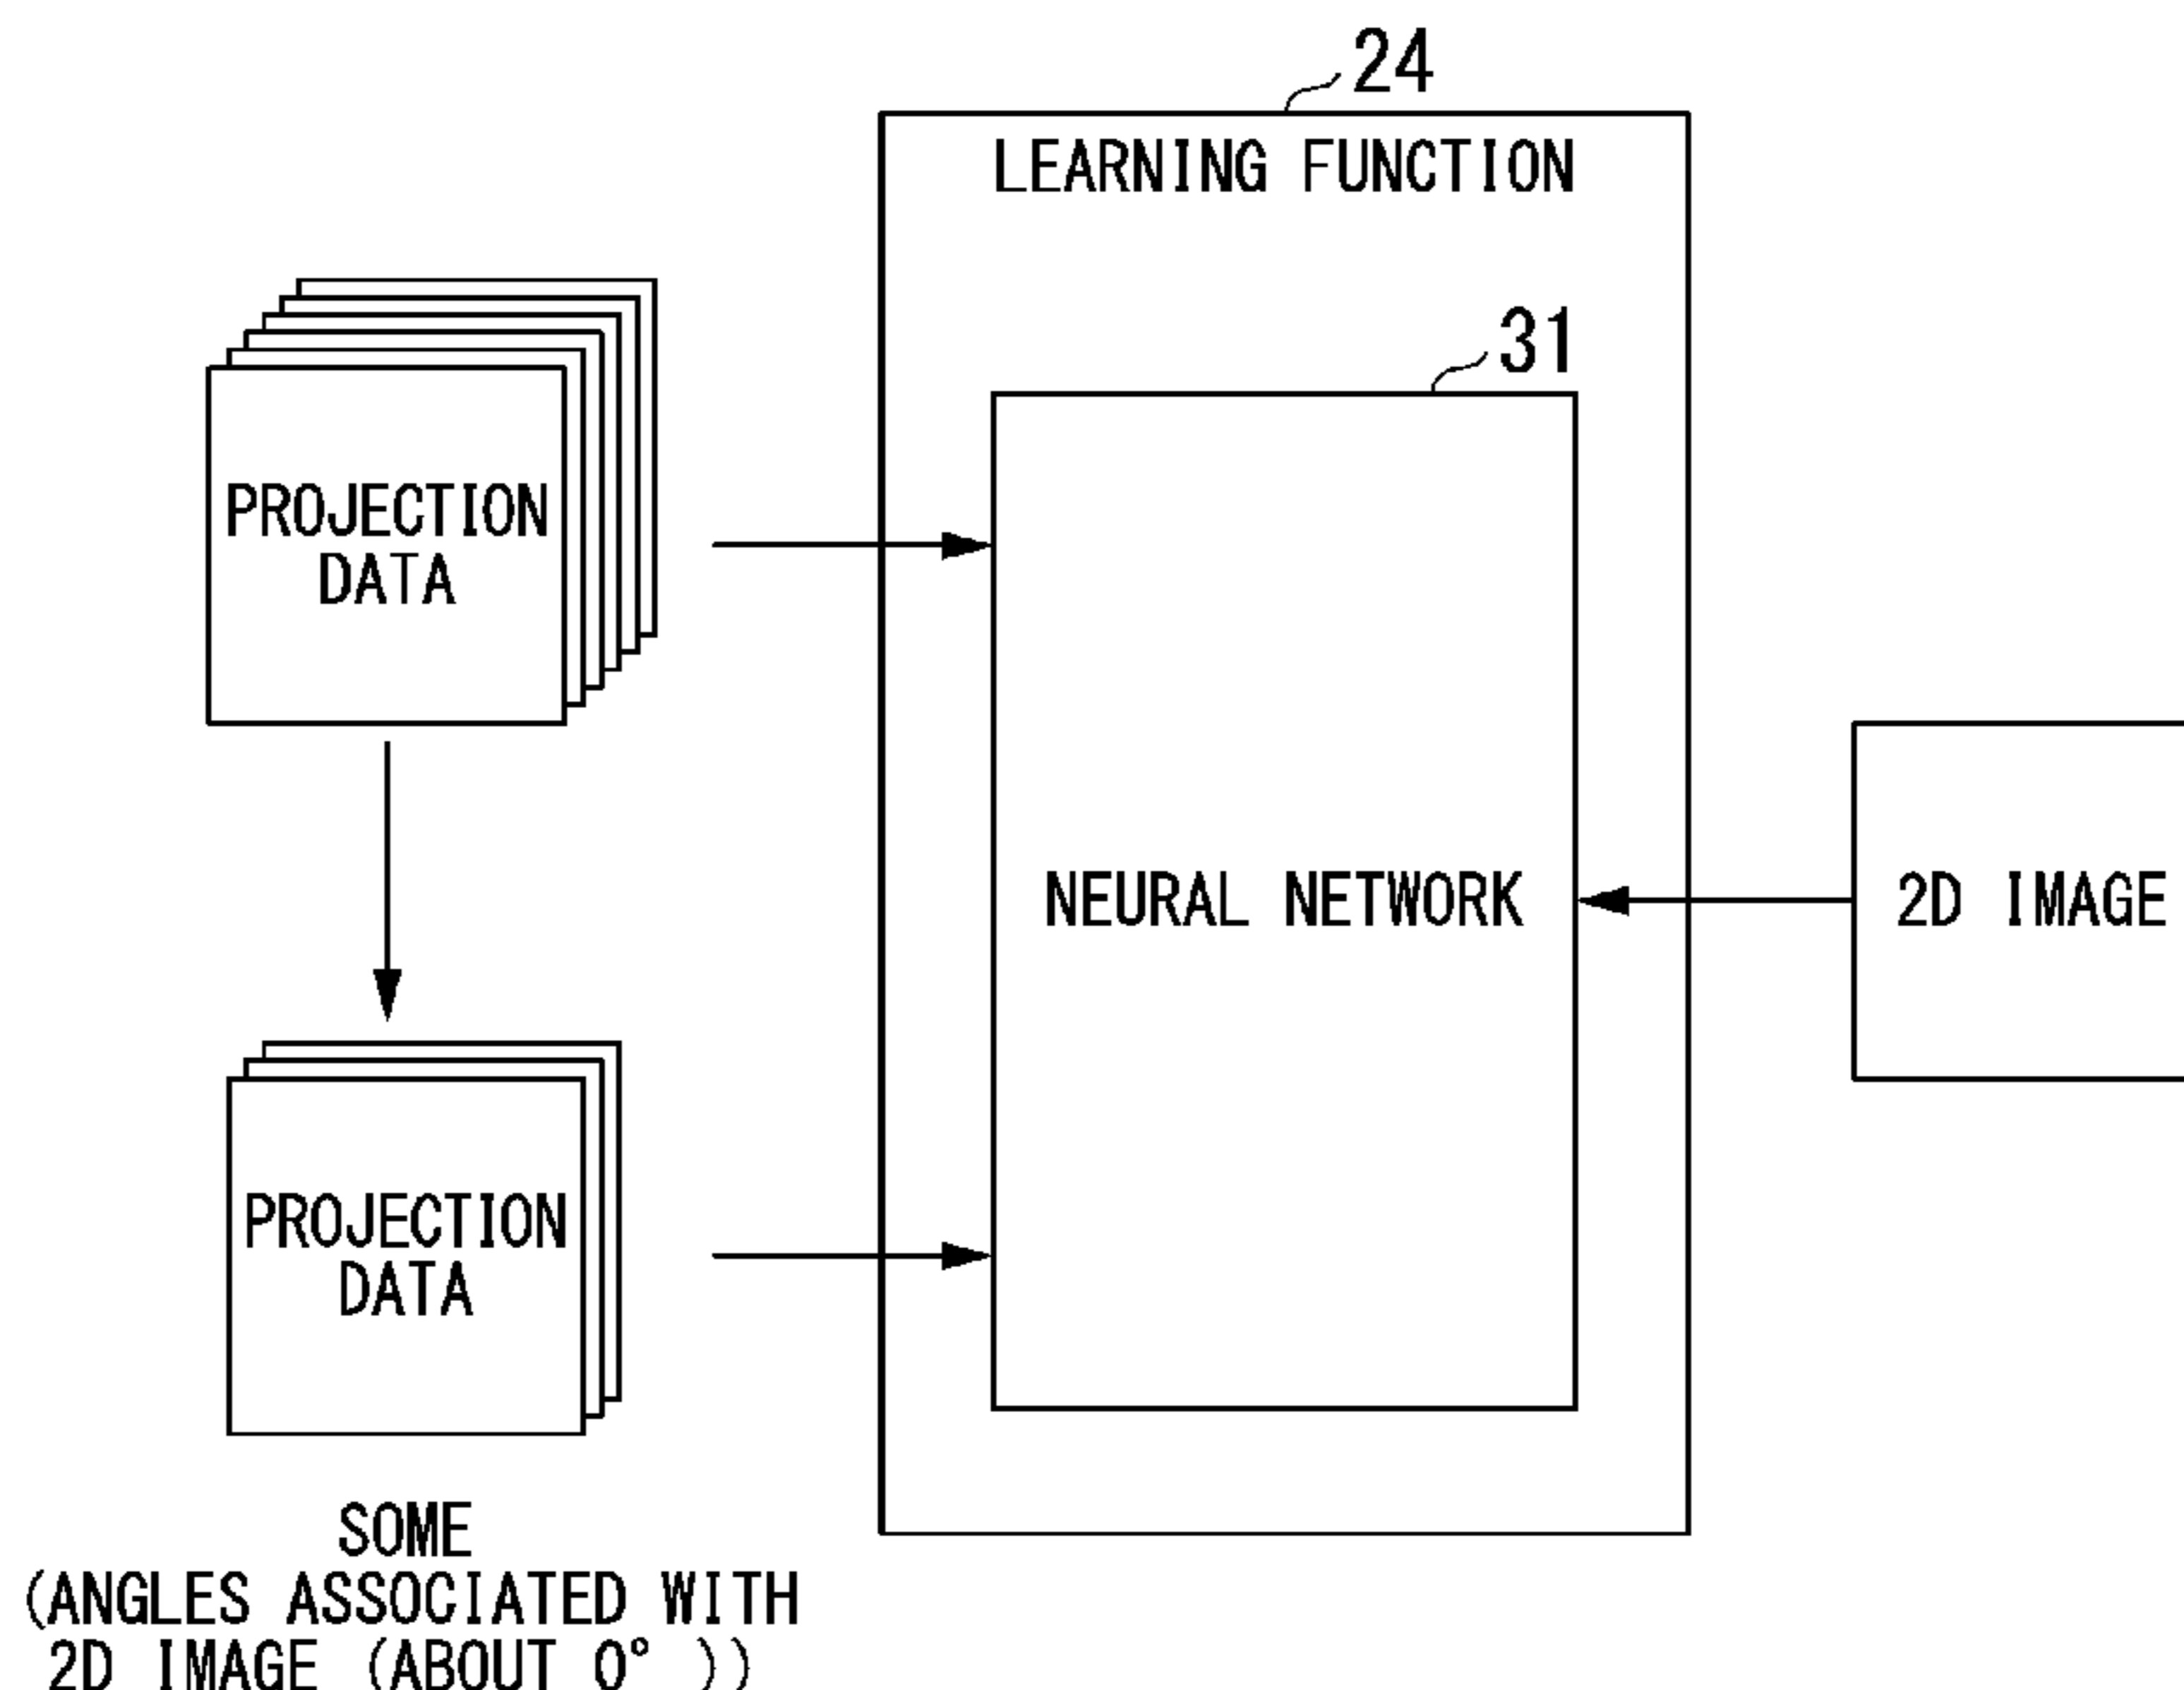 24
LEARNING FUNCTION
31
PROJECTION
DATA
NEURAL NETWORK
2D IMAGE
PROJECTION
DATA
SOME
(ANGLES ASSOCIATED WITH
2D IMAGE (ABOUT 0° ))